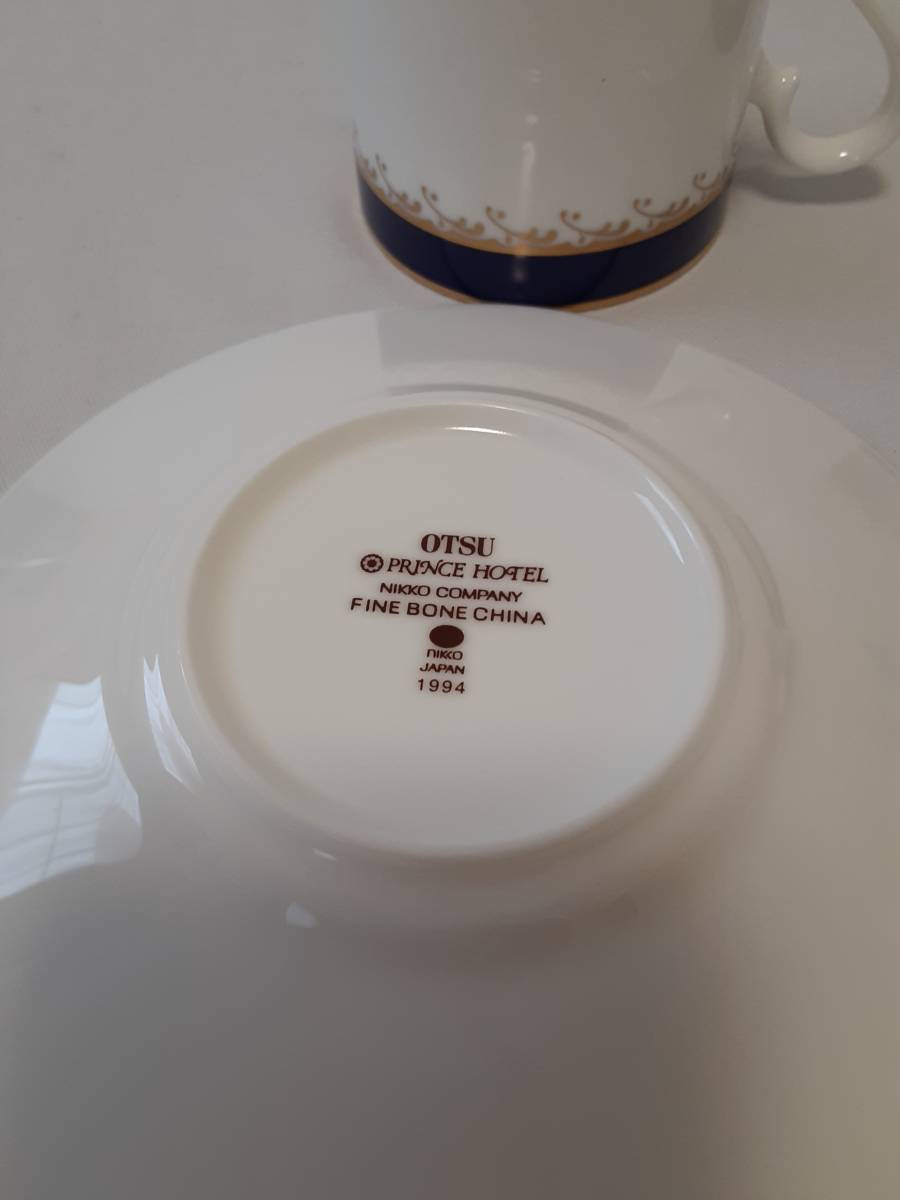 OTSU
PRINCE HOTEL
NIKKO COMPANY
FINE BONE CHINA
NIKKO
JAPAN
1994